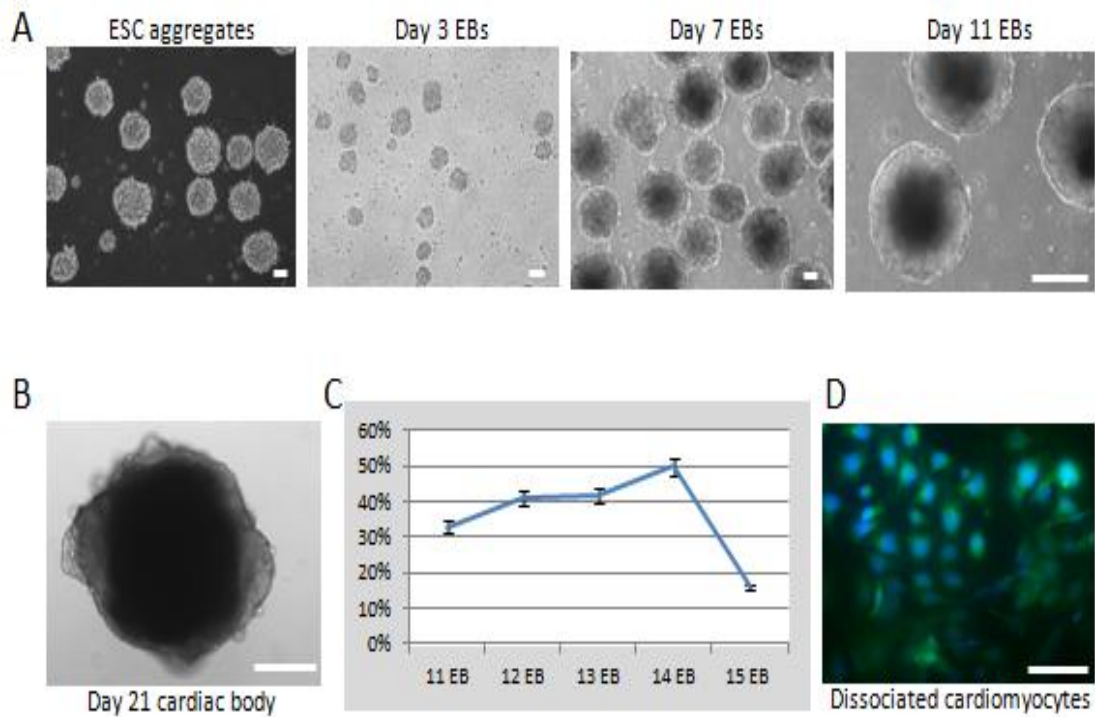 A
ESC aggregates
Day 3 EBs
Day 7 EBs
Day 11 EBs
B
Day 21 cardiac body
C
60%
50%
40%
30%
20%
10%
0%
11 EB 12 EB 13 EB 14 EB 15 EB
D
Dissociated cardiomyocytes